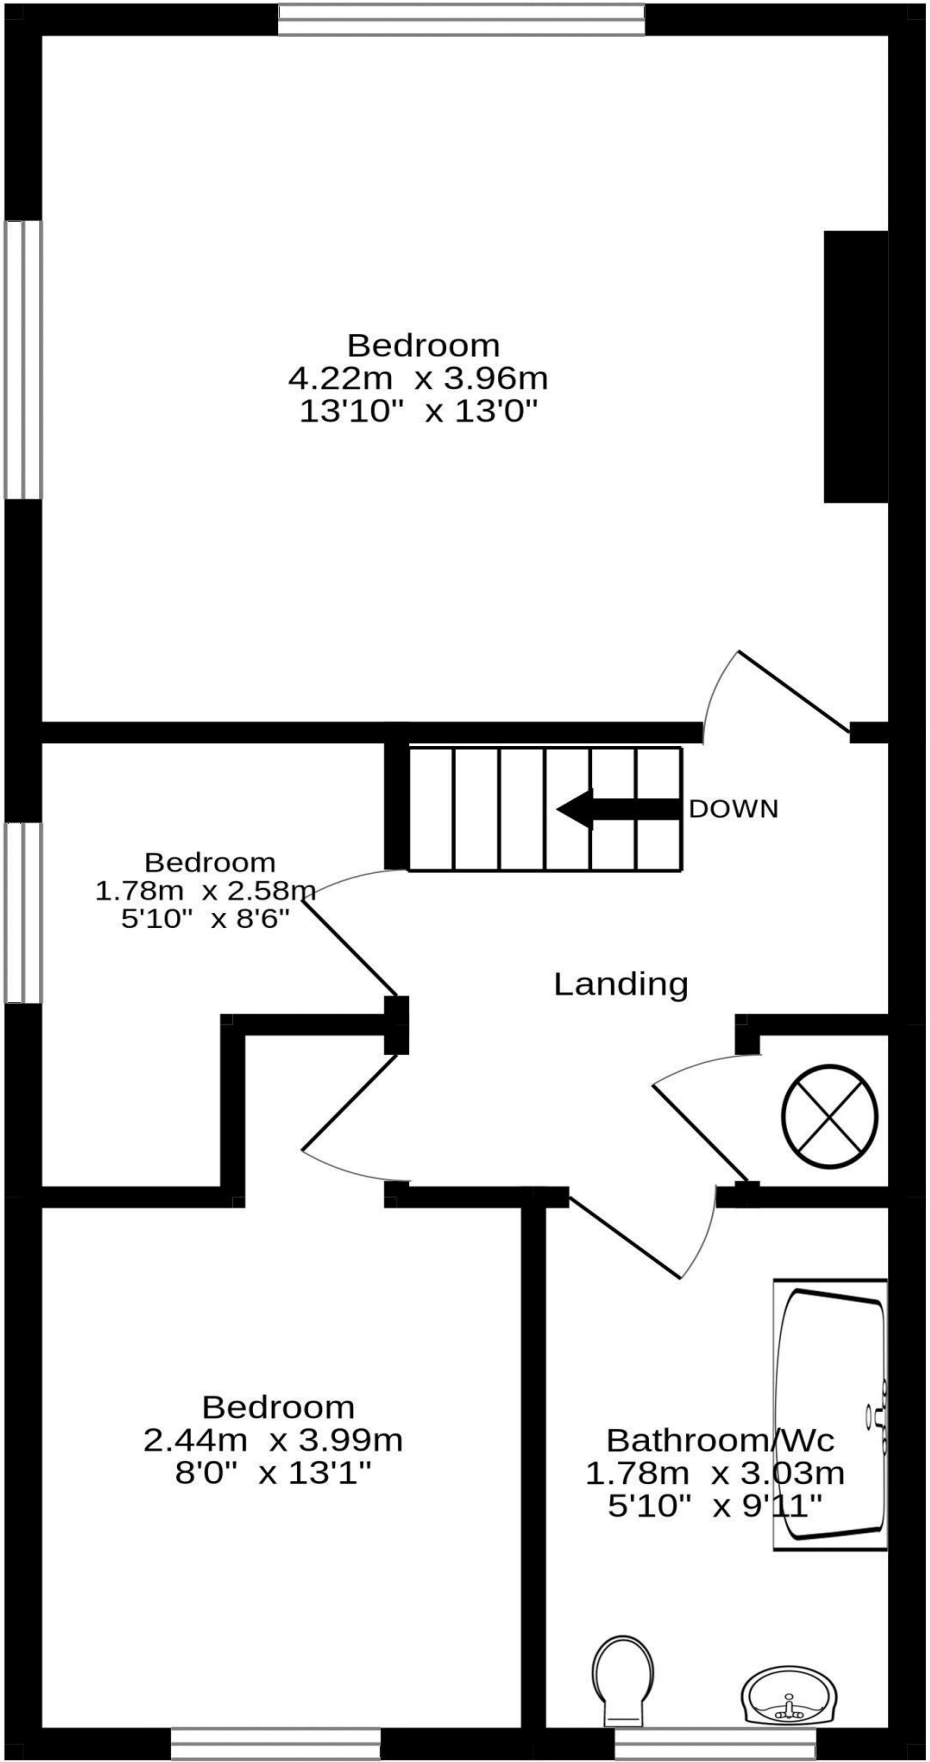 Bedroom
4.22m x 3.96m
13'10" x 13'0"
DOWN
Bedroom
1.78m x 2.58m
5'10" x 8'6"
Landing
Bedroom
2.44m x 3.99m
8'0" x 13'1"
Bathroom/Wc
1.78m x 3.03m
5'10" x 9'11"